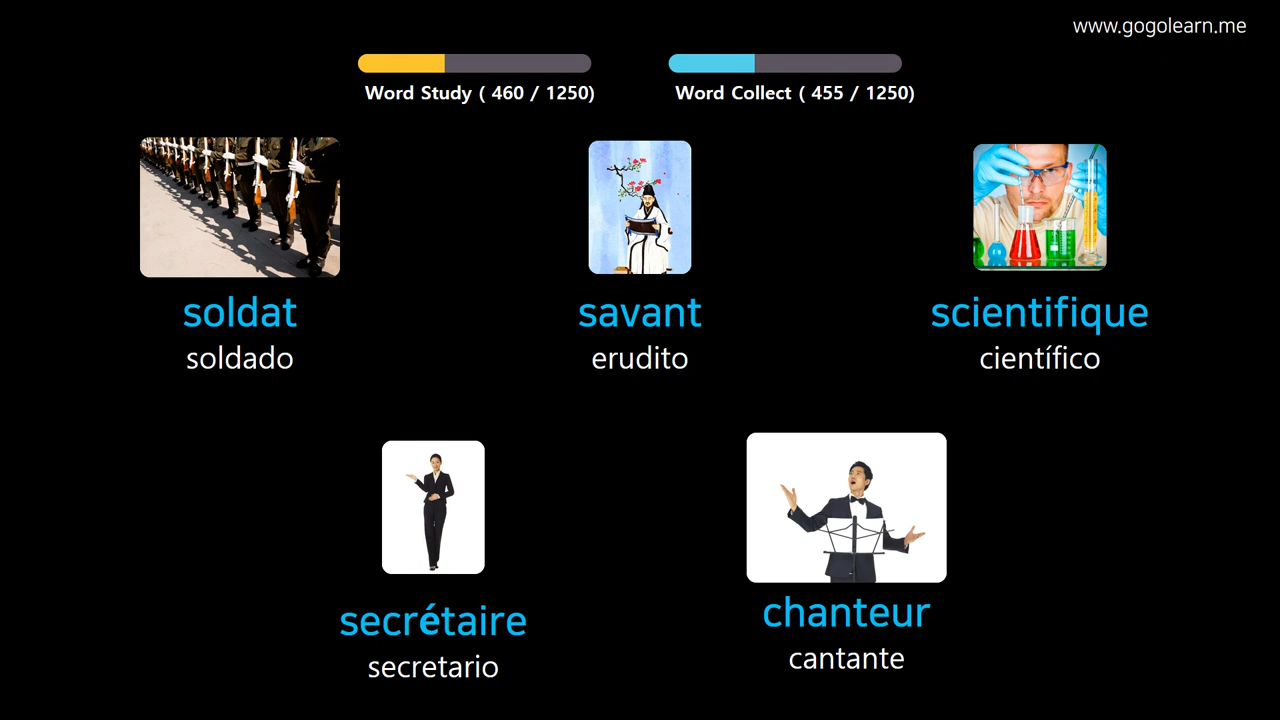 www.gogolearn.me
Word Study ( 460 / 1250)
Word Collect ( 455 / 1250)
soldat
soldado
savant
erudito
scientifique
científico
secrétaire
secretario
chanteur
cantante